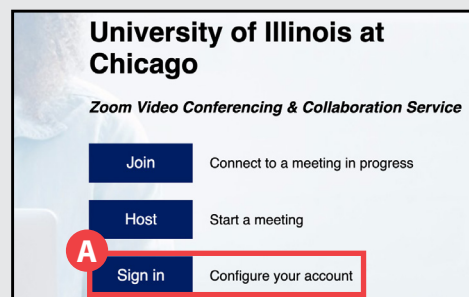 University of Illinois at
Chicago
Zoom Video Conferencing & Collaboration Service
Join Connect to a meeting in progress
Host Start a meeting
A
Sign in Configure your account